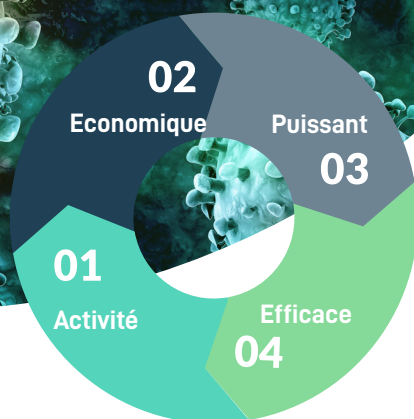 01
Activité
02
Economique
Puissant
03
Efficace
04